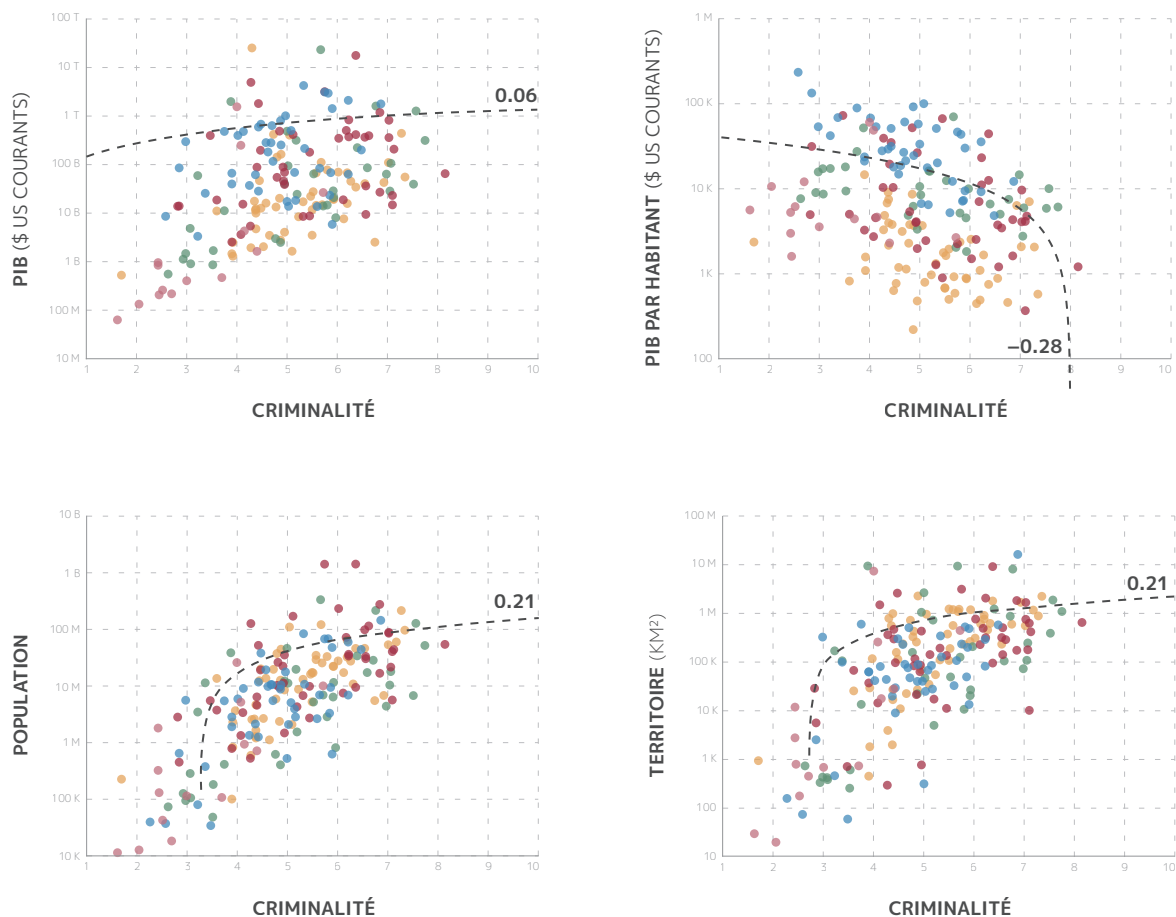 PIB ($ US COURANTS)
100 T
10 T
1 T
100 B
10 B
1 B
100 M
10 M
0.06
1 2 3 4 5 6 7 8 9 10
CRIMINALITÉ
PIB PAR HABITANT ($ US COURANTS)
1 M
100 K
10 K
1 K
100
−0.28
1 2 3 4 5 6 7 8 9 10
CRIMINALITÉ
POPULATION
10 B
1 B
100 M
10 M
1 M
100 K
10 K
0.21
1 2 3 4 5 6 7 8 9 10
CRIMINALITÉ
TERRITOIRE (KM²)
100 M
10 M
1 M
100 K
10 K
1 K
100
10
0.21
1 2 3 4 5 6 7 8 9 10
CRIMINALITÉ